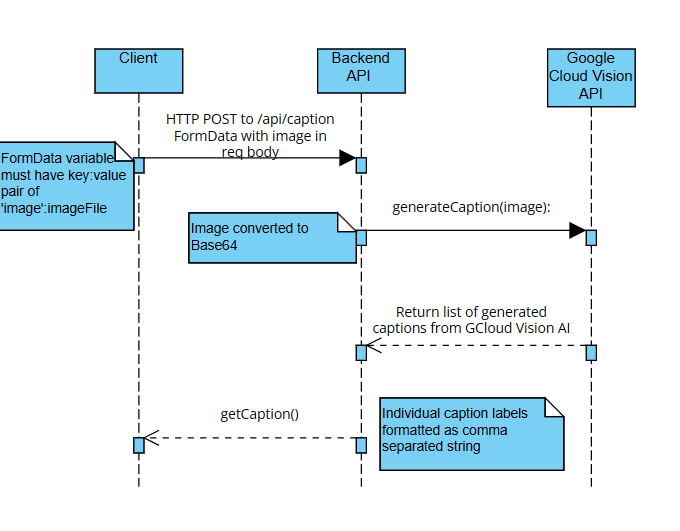 Client
Backend
API
Google
Cloud Vision
API
HTTP POST to /api/caption
FormData with image in
req body
FormData variable
must have key:value
pair of
'image':imageFile
generateCaption(image):
Image converted to
Base64
Return list of generated
captions from GCloud Vision AI
getCaption()
Individual caption labels
formatted as comma
separated string